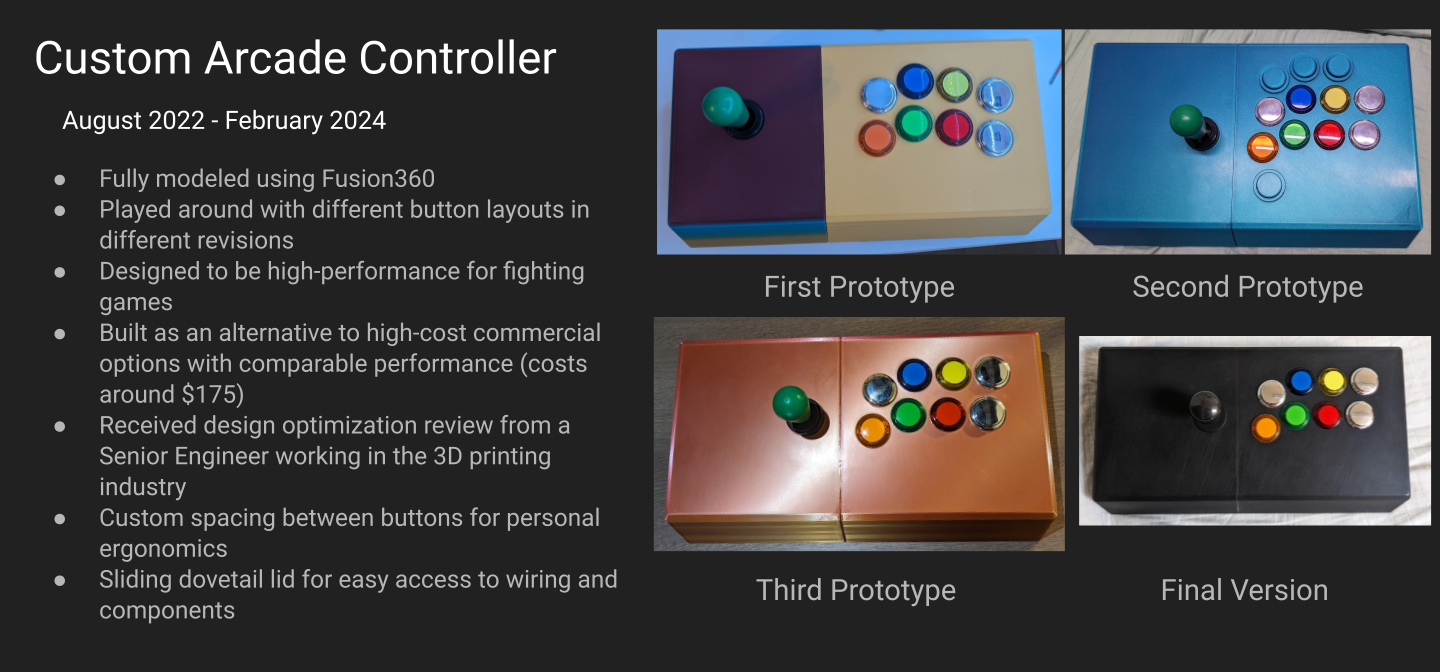 Custom Arcade Controller
August 2022 - February 2024
● Fully modeled using Fusion360
● Played around with different button layouts in
different revisions
● Designed to be high-performance for fighting
games
● Built as an alternative to high-cost commercial
options with comparable performance (costs
around $175)
● Received design optimization review from a
Senior Engineer working in the 3D printing
industry
● Custom spacing between buttons for personal
ergonomics
● Sliding dovetail lid for easy access to wiring and
components
First Prototype
Second Prototype
Third Prototype
Final Version